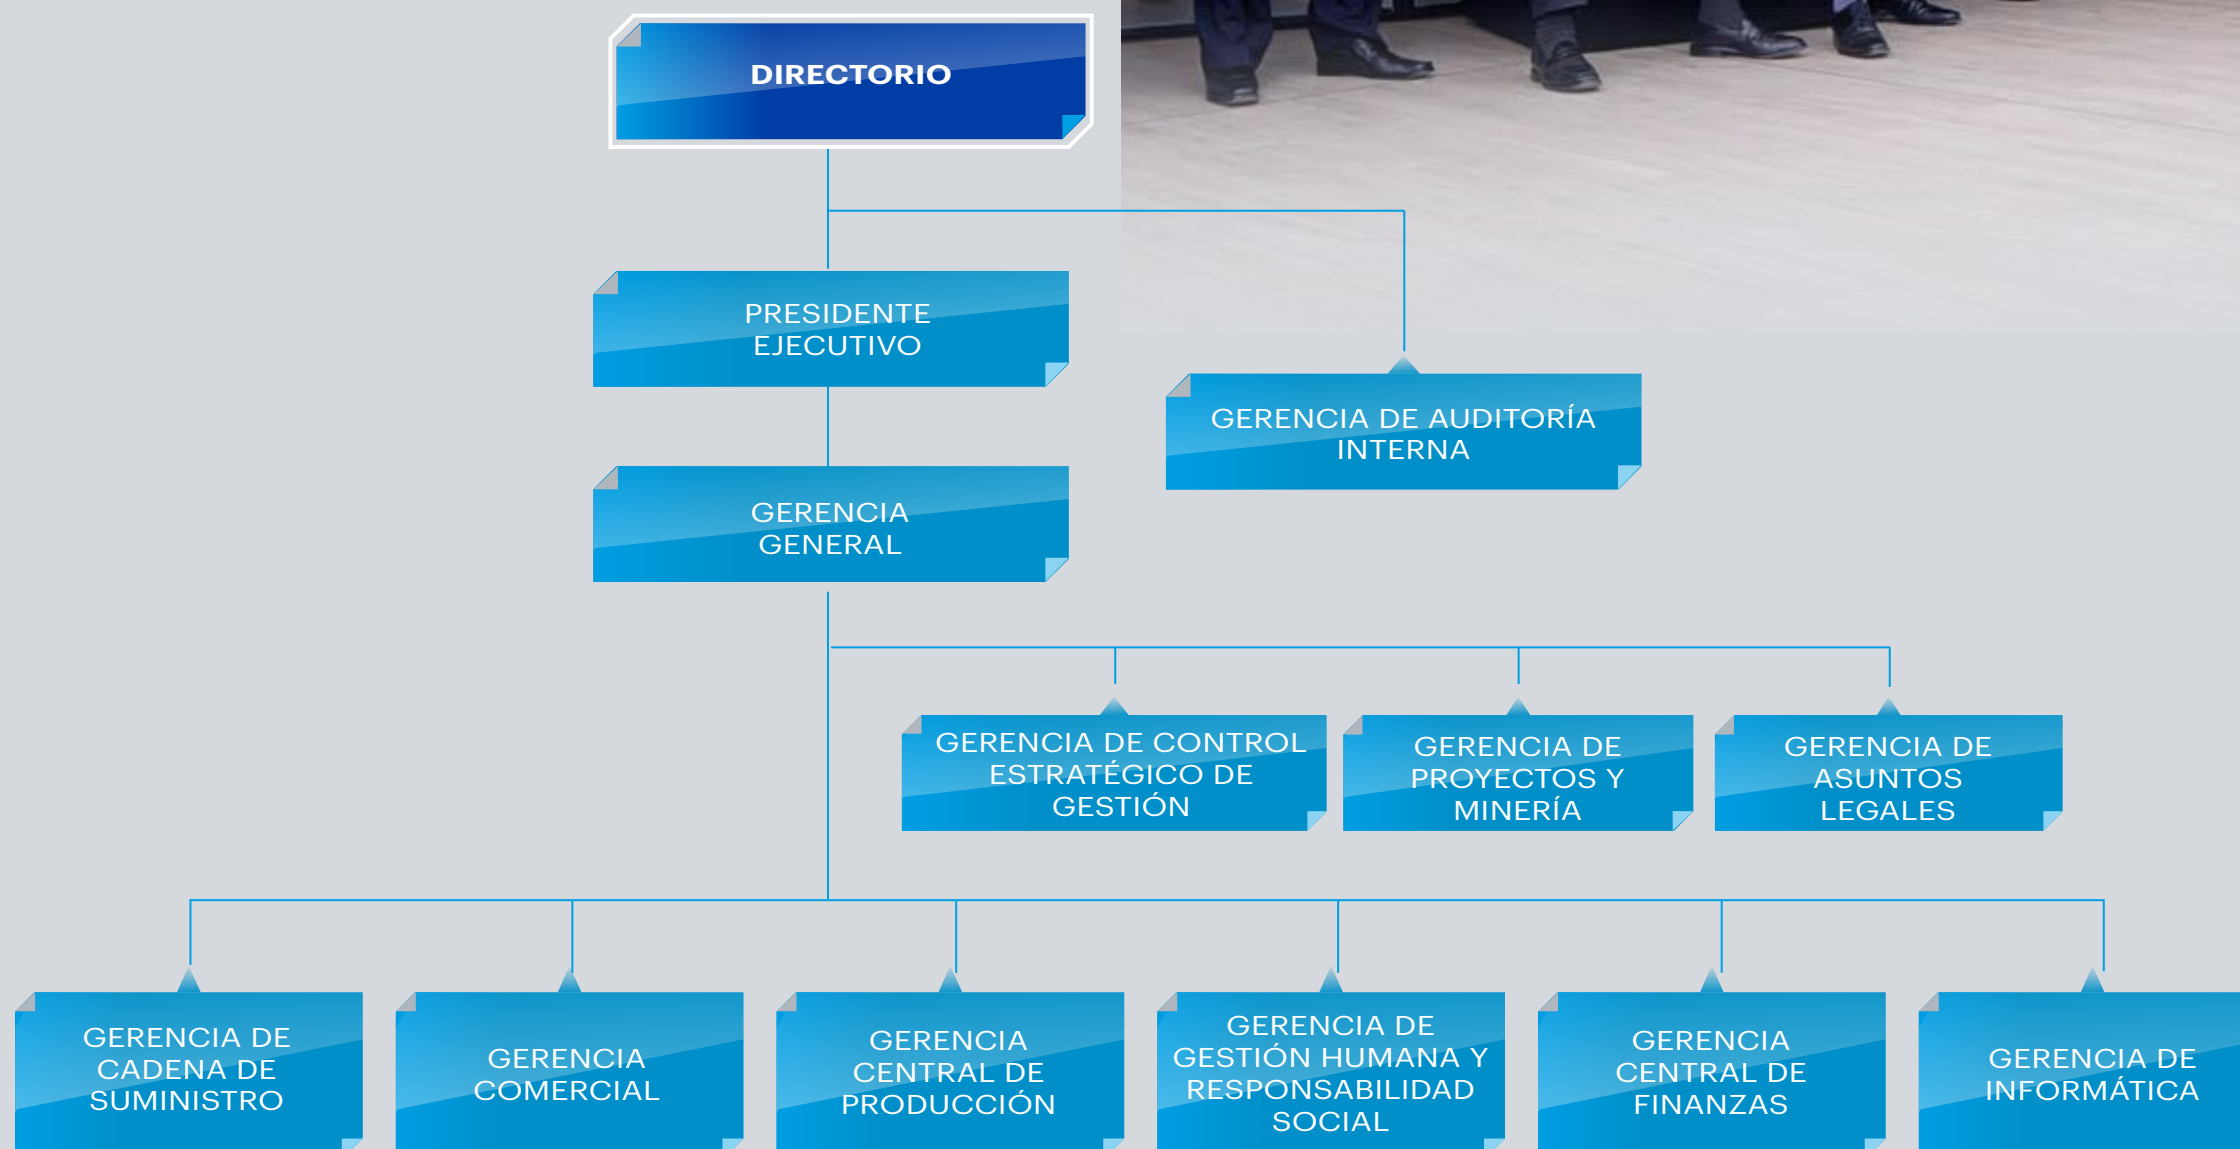 DIRECTORIO
PRESIDENTE
EJECUTIVO
GERENCIA DE AUDITORÍA
INTERNA
GERENCIA
GENERAL
GERENCIA DE CONTROL
ESTRATÉGICO DE
GESTIÓN
GERENCIA DE
PROYECTOS Y
MINERÍA
GERENCIA DE
ASUNTOS
LEGALES
GERENCIA DE
CADENA DE
SUMINISTRO
GERENCIA
COMERCIAL
GERENCIA
CENTRAL DE
PRODUCCIÓN
GERENCIA DE
GESTIÓN HUMANA Y
RESPONSABILIDAD
SOCIAL
GERENCIA
CENTRAL DE
FINANZAS
GERENCIA DE
INFORMÁTICA